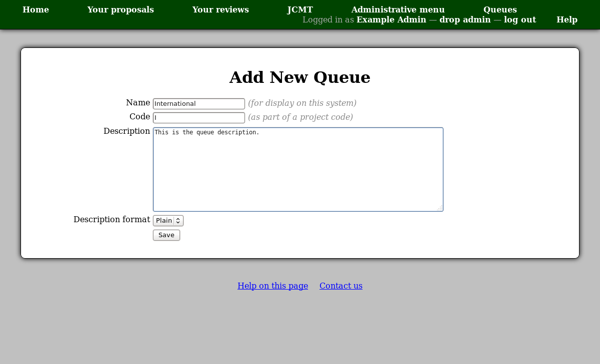 Home Your proposals Your reviews JCMT Administrative menu Queues
Logged in as Example Admin — drop admin — log out Help
Add New Queue
Name International (for display on this system)
Code I (as part of a project code)
Description This is the queue description.
Description format Plain
Save
Help on this page Contact us